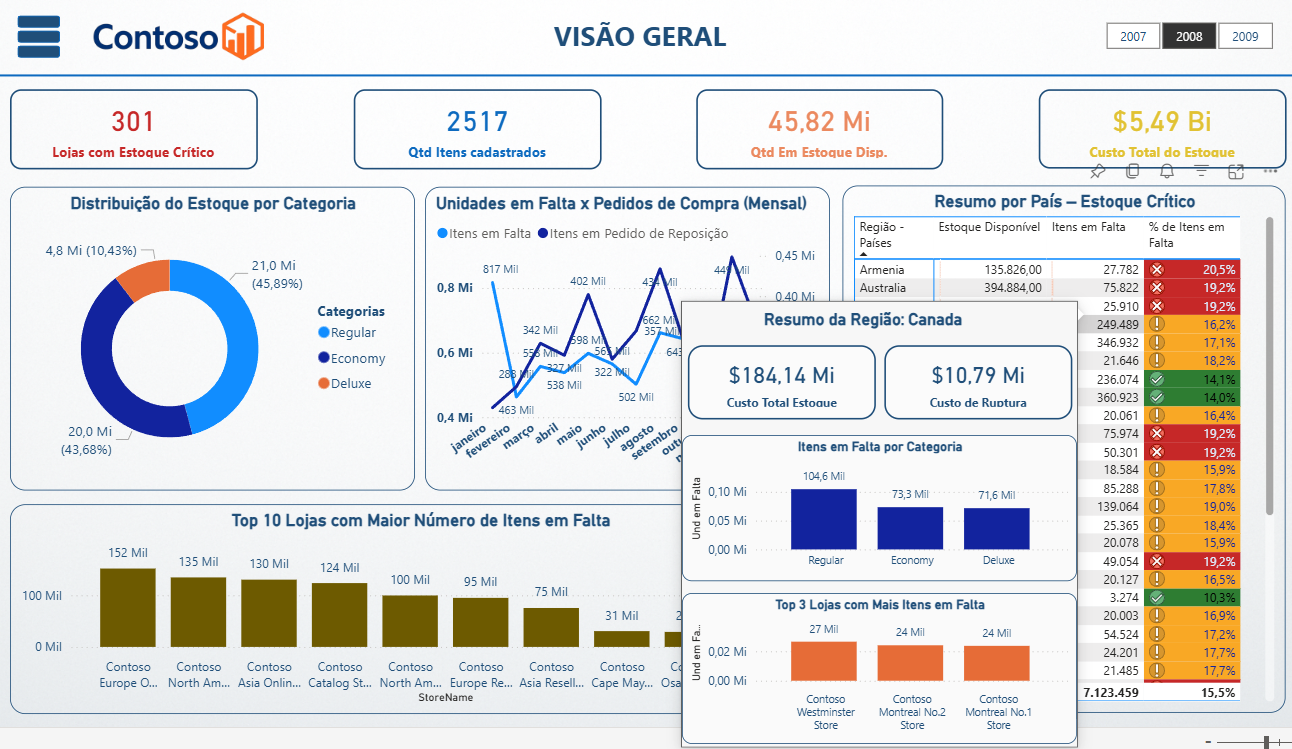 Contoso
VISÃO GERAL
2007
2008
2009
301
Lojas com Estoque Crítico
2517
Qtd Itens cadastrados
45,82 Mi
Qtd Em Estoque Disp.
$5,49 Bi
Custo Total do Estoque
Distribuição do Estoque por Categoria
4,8 Mi (10,43%)
21,0 Mi
(45,89%)
20,0 Mi
(43,68%)
Categorias
Regular
Economy
Deluxe
Unidades em Falta x Pedidos de Compra (Mensal)
Itens em Falta
Itens em Pedido de Reposição
0,8 Mi
0,6 Mi
0,4 Mi
0,45 Mi
0,40 Mi
817 Mil
402 Mil
449 Mil
342 Mil
662 Mi
598 Mil
357 Mil
327 Mil
538 Mil
322 Mil
502 Mil
463 Mil
janeiro
fevereiro
março
abril
maio
junho
julho
agosto
setembro
Resumo por País – Estoque Crítico
Região - Países
Estoque Disponível
Itens em Falta
% de Itens em Falta
Armenia 135.826,00 27.782 20,5%
Australia 394.884,00 75.822 19,2%
25.910 19,2%
249.489 16,2%
346.932 17,1%
21.646 18,2%
236.074 14,1%
360.923 14,0%
20.061 16,4%
75.974 19,2%
50.301 19,2%
18.584 15,9%
85.288 17,8%
139.064 19,0%
25.365 18,4%
20.078 15,9%
49.054 19,2%
20.127 16,5%
3.274 10,3%
20.003 16,9%
54.524 17,2%
24.201 17,7%
21.485 17,7%
7.123.459 15,5%
Resumo da Região: Canada
$184,14 Mi
Custo Total Estoque
$10,79 Mi
Custo de Ruptura
Itens em Falta por Categoria
Und em Falta
0,10 Mi
0,05 Mi
0,00 Mi
104,6 Mil
73,3 Mil
71,6 Mil
Regular
Economy
Deluxe
Top 3 Lojas com Mais Itens em Falta
Und em Fa...
0,02 Mi
0,00 Mi
27 Mil
24 Mil
24 Mil
Contoso Westminster Store
Contoso Montreal No.2 Store
Contoso Montreal No.1 Store
Top 10 Lojas com Maior Número de Itens em Falta
100 Mil
0 Mil
152 Mil
135 Mil
130 Mil
124 Mil
100 Mil
95 Mil
75 Mil
31 Mil
Contoso Europe O...
Contoso North Am...
Contoso Asia Onlin...
Contoso Catalog St...
Contoso North Am...
Contoso Europe Re...
Contoso Asia Resell...
Contoso Cape May...
StoreName